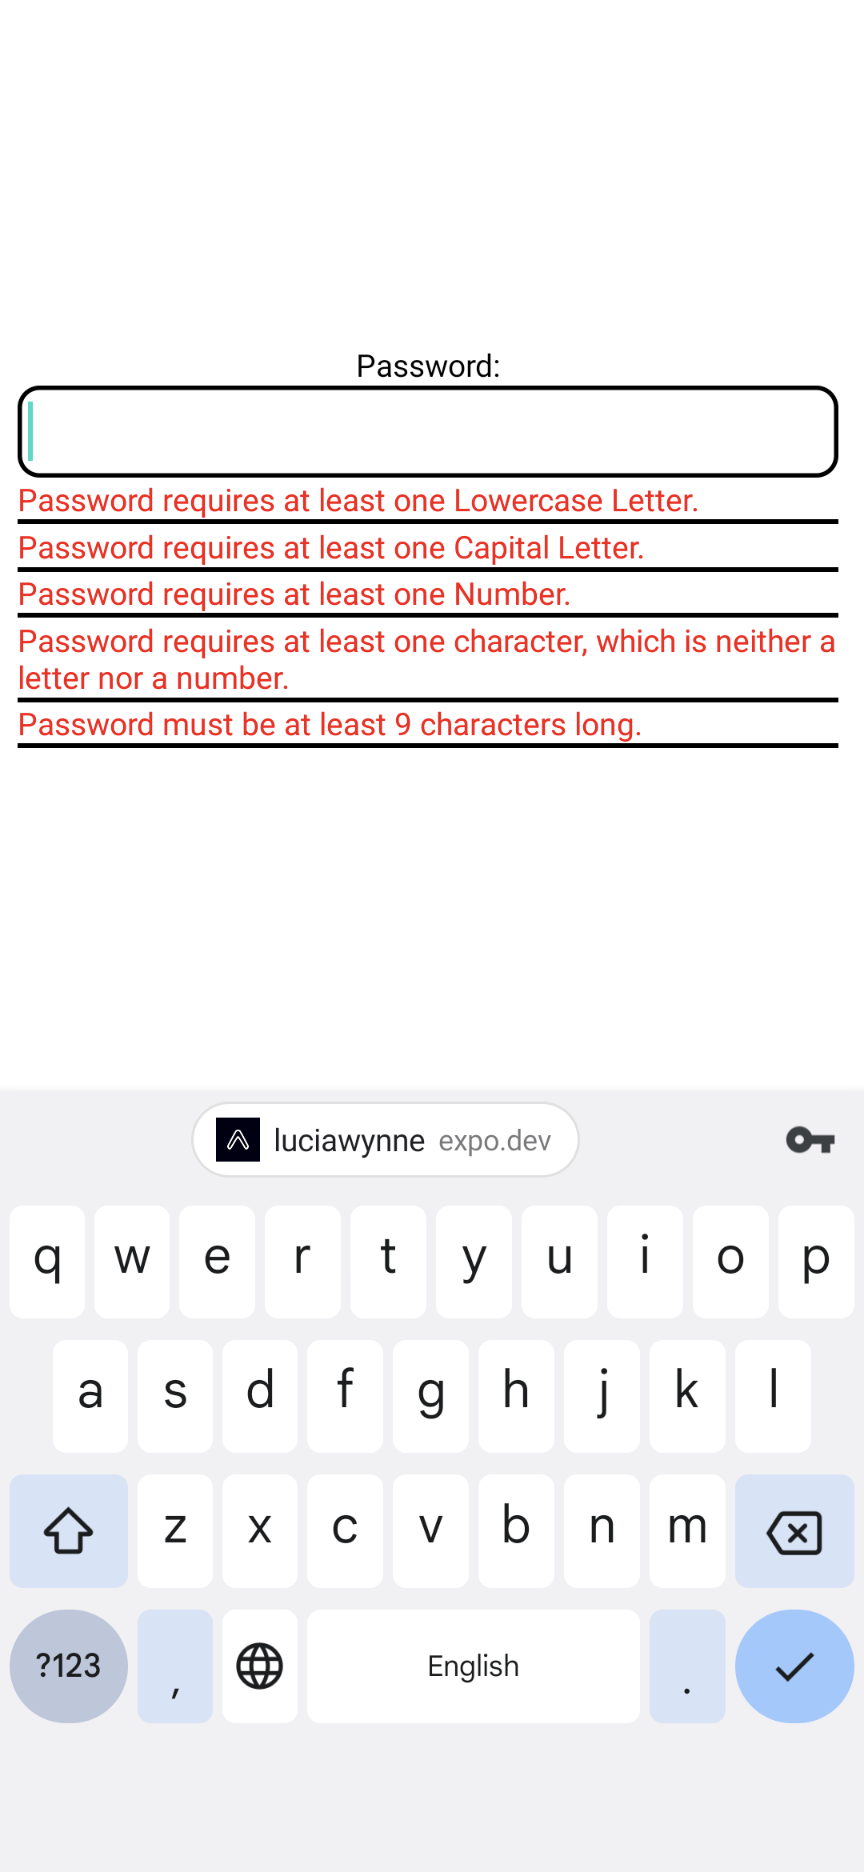 Password:
Password requires at least one Lowercase Letter.
Password requires at least one Capital Letter.
Password requires at least one Number.
Password requires at least one character, which is neither a
letter nor a number.
Password must be at least 9 characters long.
luciawynne expo.dev
q w e r t y u i o p
a s d f g h j k l
z x c v b n m
?123 , English .